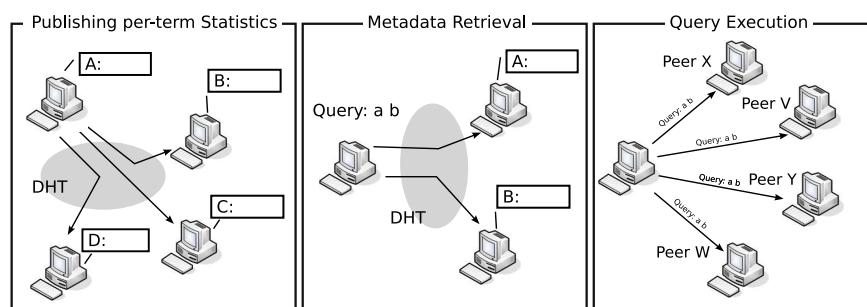 Publishing per-term Statistics
A:
B:
DHT
C:
D:
Metadata Retrieval
A:
Query: a b
B:
DHT
Query Execution
Peer X
Query: a b
Peer V
Query: a b
Query: a b
Peer Y
Query: a b
Peer W